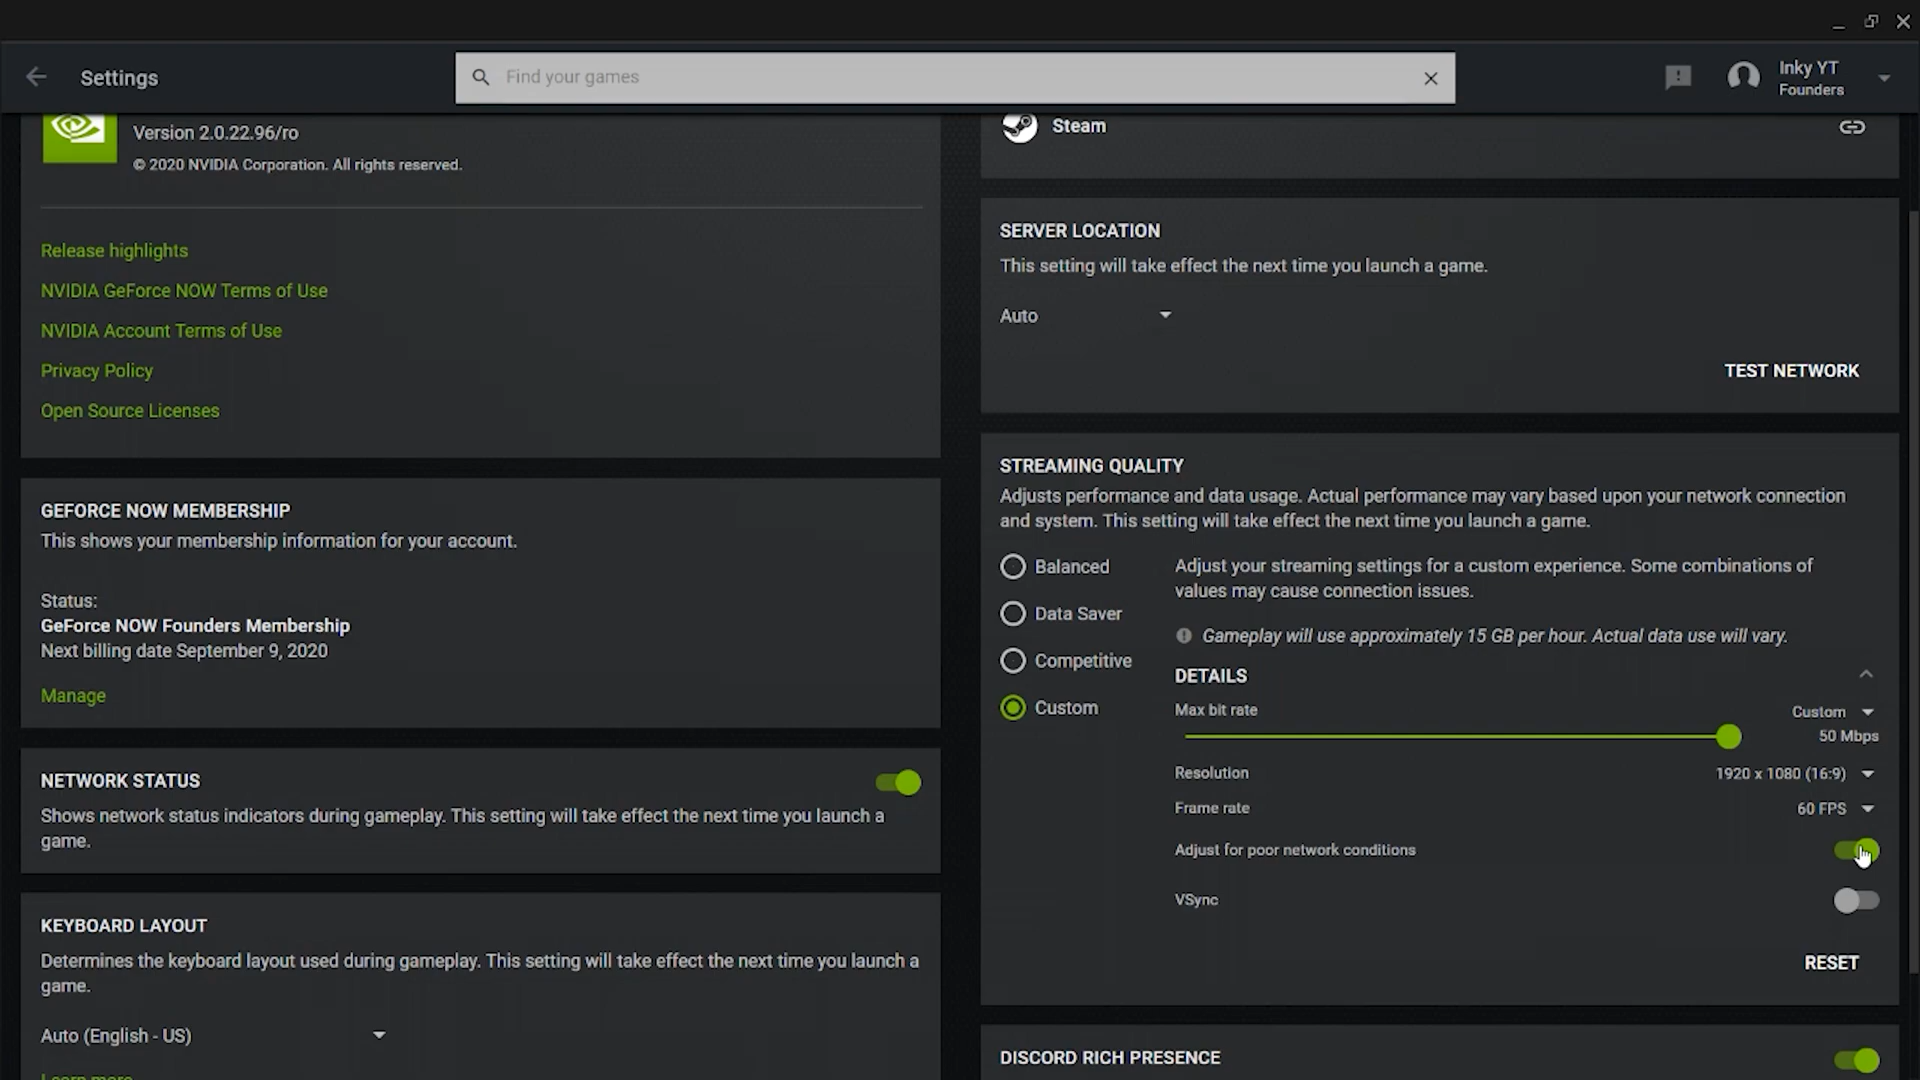 Settings
Find your games
Inky YT
Founders
Version 2.0.22.96/ro
© 2020 NVIDIA Corporation. All rights reserved.
Release highlights
NVIDIA GeForce NOW Terms of Use
NVIDIA Account Terms of Use
Privacy Policy
Open Source Licenses
GEFORCE NOW MEMBERSHIP
This shows your membership information for your account.
Status:
GeForce NOW Founders Membership
Next billing date September 9, 2020
Manage
NETWORK STATUS
Shows network status indicators during gameplay. This setting will take effect the next time you launch a
game.
KEYBOARD LAYOUT
Determines the keyboard layout used during gameplay. This setting will take effect the next time you launch a
game.
Auto (English - US)
Learn more
Steam
SERVER LOCATION
This setting will take effect the next time you launch a game.
Auto
TEST NETWORK
STREAMING QUALITY
Adjusts performance and data usage. Actual performance may vary based upon your network connection
and system. This setting will take effect the next time you launch a game.
Balanced
Data Saver
Competitive
Custom
Adjust your streaming settings for a custom experience. Some combinations of
values may cause connection issues.
Gameplay will use approximately 15 GB per hour. Actual data use will vary.
DETAILS
Max bit rate
Custom
50 Mbps
Resolution
1920 x 1080 (16:9)
Frame rate
60 FPS
Adjust for poor network conditions
VSync
RESET
DISCORD RICH PRESENCE